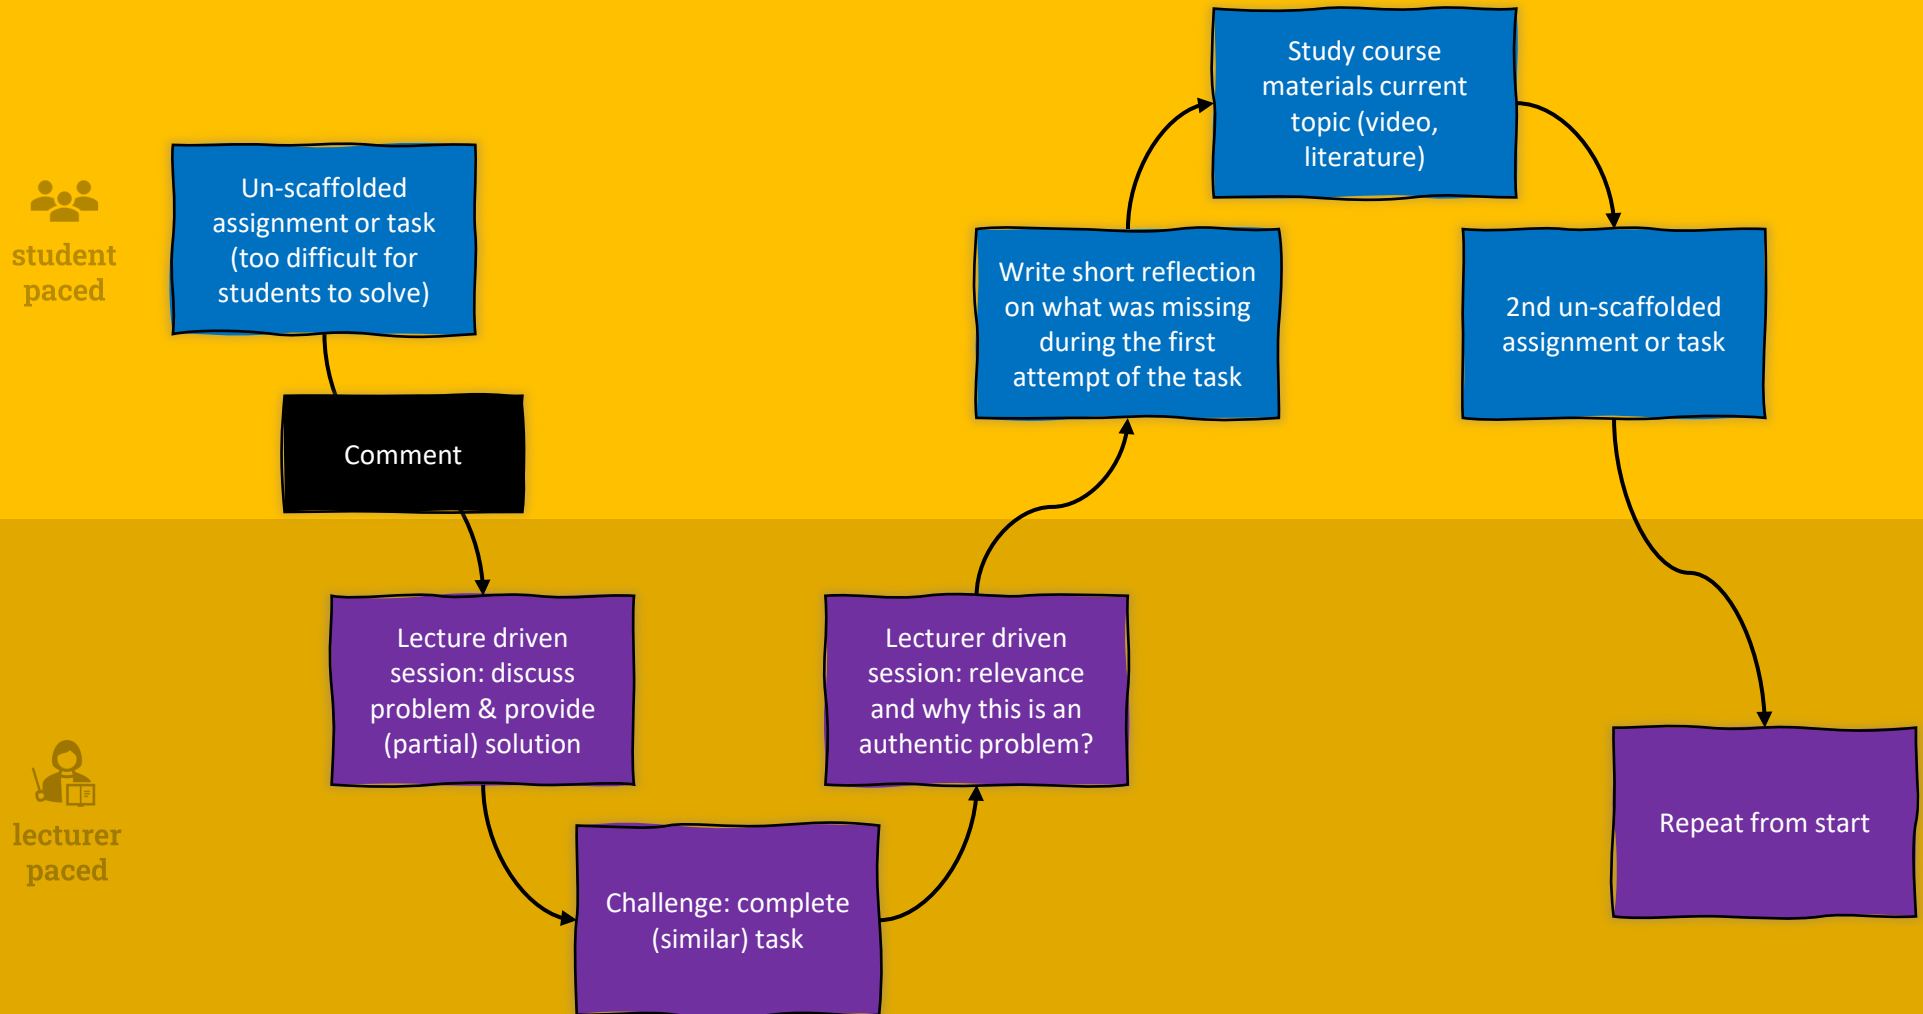 student
paced
Un-scaffolded
assignment or task
(too difficult for
students to solve)
Comment
Lecture driven
session: discuss
problem & provide
(partial) solution
Challenge: complete
(similar) task
Lecturer driven
session: relevance
and why this is an
authentic problem?
Write short reflection
on what was missing
during the first
attempt of the task
Study course
materials current
topic (video,
literature)
2nd un-scaffolded
assignment or task
Repeat from start
lecturer
paced